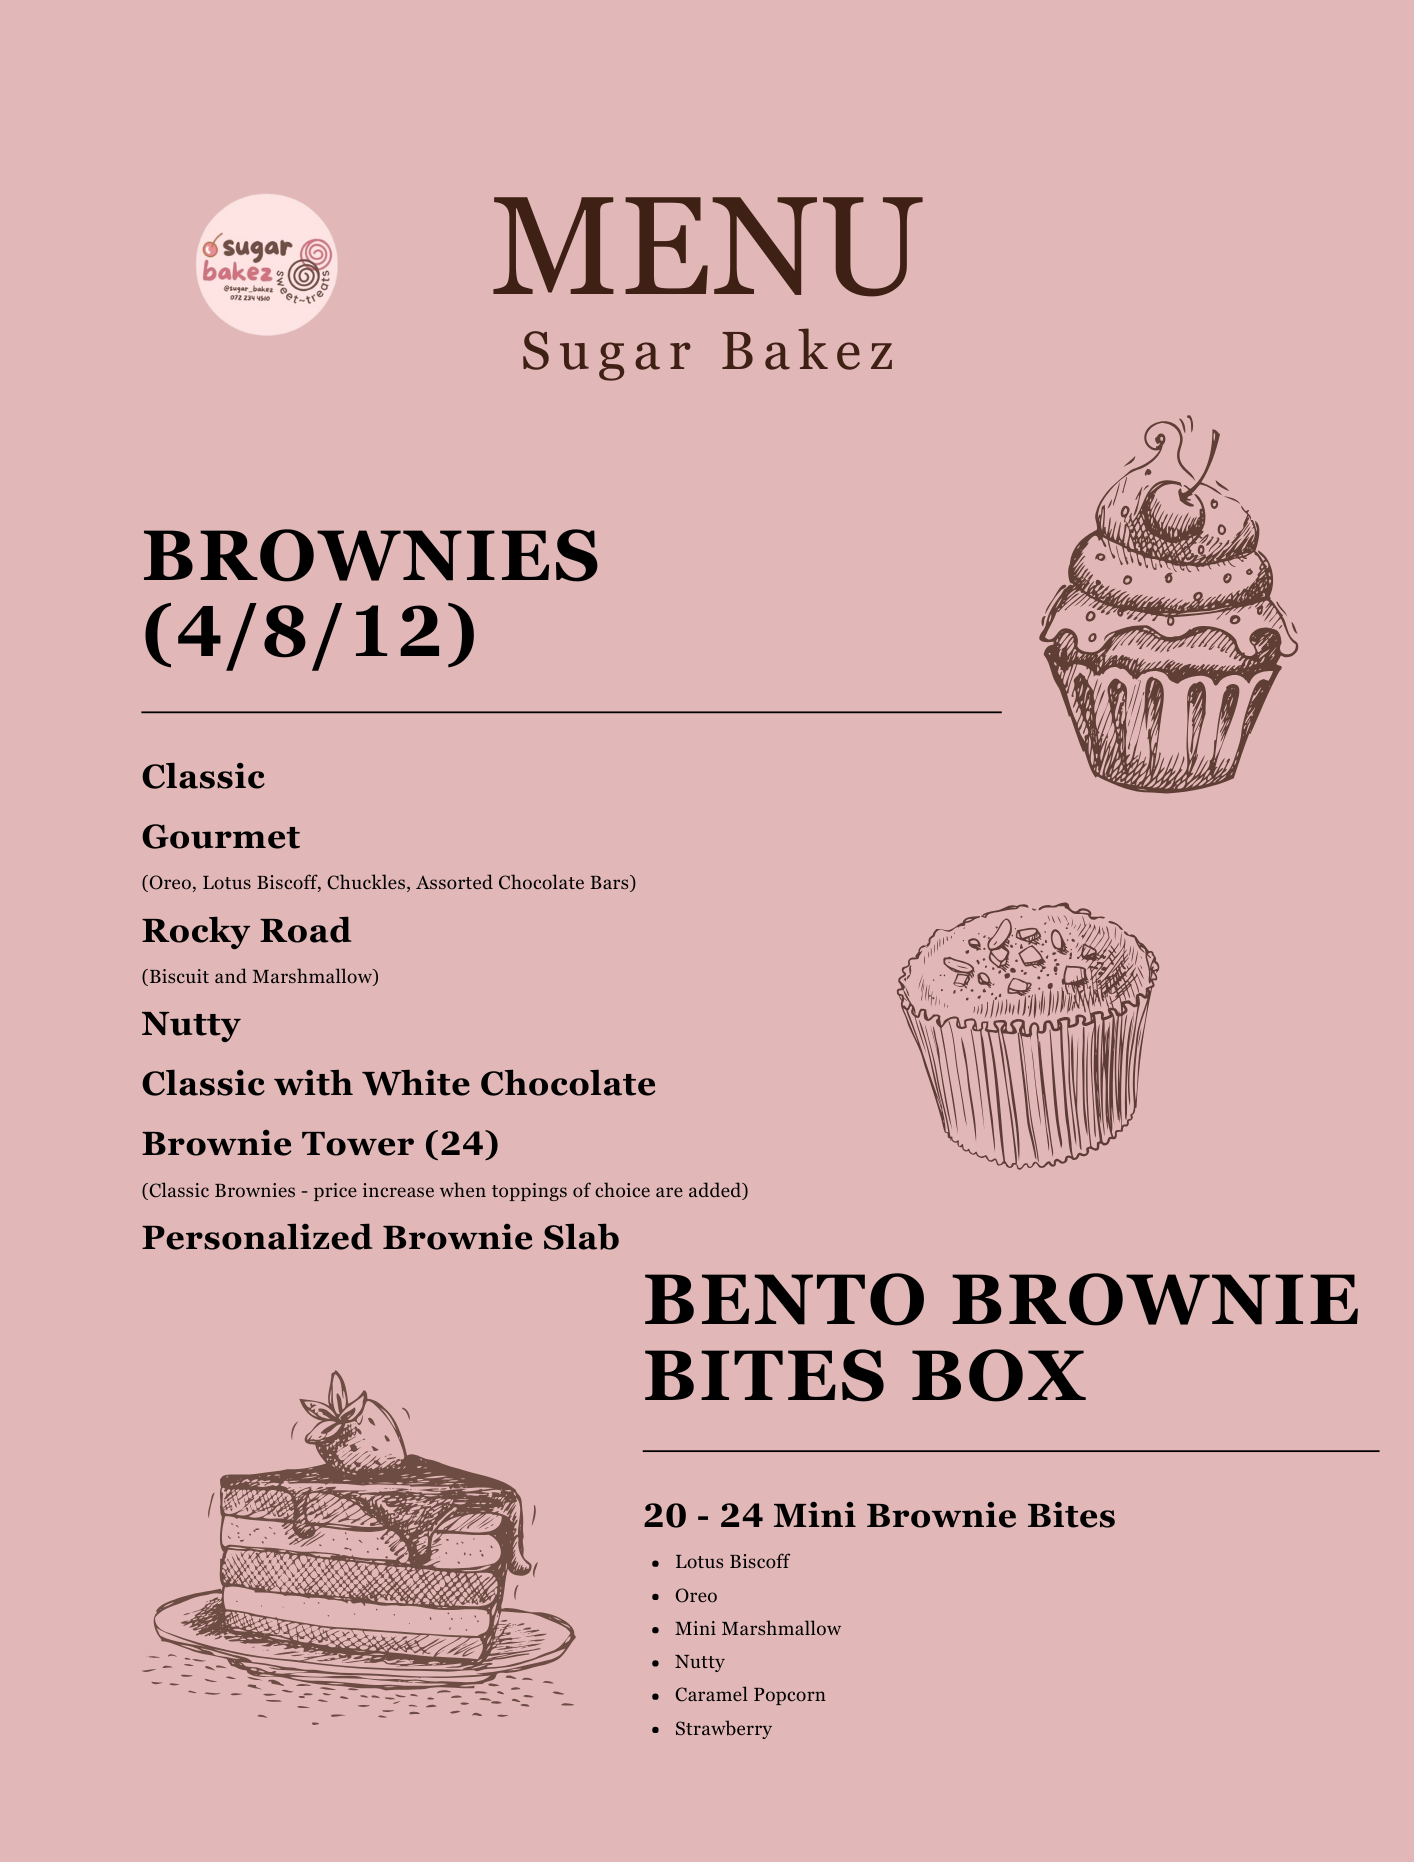 sugar
bakez
sweet~treats
@sugar_bakez
072 234 4510
MENU
Sugar Bakez
BROWNIES
(4/8/12)
Classic
Gourmet
(Oreo, Lotus Biscoff, Chuckles, Assorted Chocolate Bars)
Rocky Road
(Biscuit and Marshmallow)
Nutty
Classic with White Chocolate
Brownie Tower (24)
(Classic Brownies - price increase when toppings of choice are added)
Personalized Brownie Slab
BENTO BROWNIE
BITES BOX
20 - 24 Mini Brownie Bites
• Lotus Biscoff
• Oreo
• Mini Marshmallow
• Nutty
• Caramel Popcorn
• Strawberry